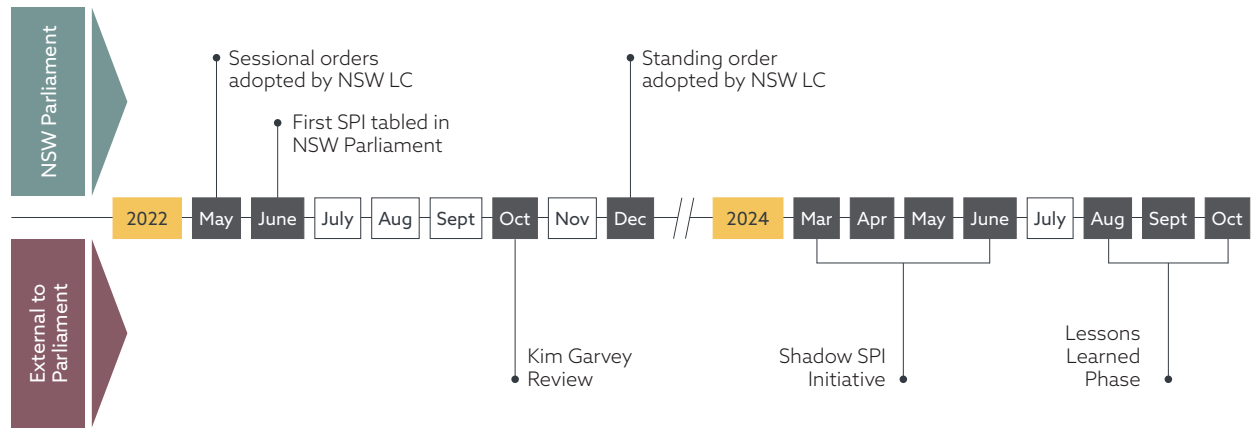 NSW Parliament
Sessional orders
adopted by NSW LC
First SPI tabled in
NSW Parliament
Standing order
adopted by NSW LC
2022 May June July Aug Sept Oct Nov Dec 2024 Mar Apr May June July Aug Sept Oct
External to
Parliament
Kim Garvey
Review
Shadow SPI
Initiative
Lessons
Learned
Phase